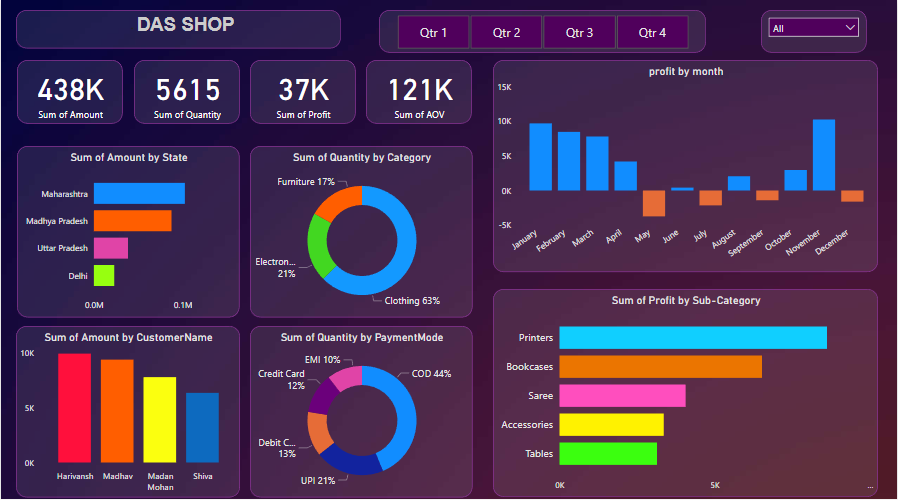 DAS SHOP
Qtr 1
Qtr 2
Qtr 3
Qtr 4
All
438K
Sum of Amount
5615
Sum of Quantity
37K
Sum of Profit
121K
Sum of AOV
profit by month
15K
10K
5K
0K
-5K
January
February
March
April
May
June
July
August
September
October
November
December
Sum of Amount by State
Maharashtra
Madhya Pradesh
Uttar Pradesh
Delhi
0.0M
0.1M
Sum of Quantity by Category
Furniture 17%
Electron...
21%
Clothing 63%
Sum of Profit by Sub-Category
Printers
Bookcases
Saree
Accessories
Tables
0K
5K
...
Sum of Amount by CustomerName
10K
5K
0K
Harivansh
Madhav
Madan
Mohan
Shiva
Sum of Quantity by PaymentMode
EMI 10%
Credit Card
12%
COD 44%
Debit C...
13%
UPI 21%